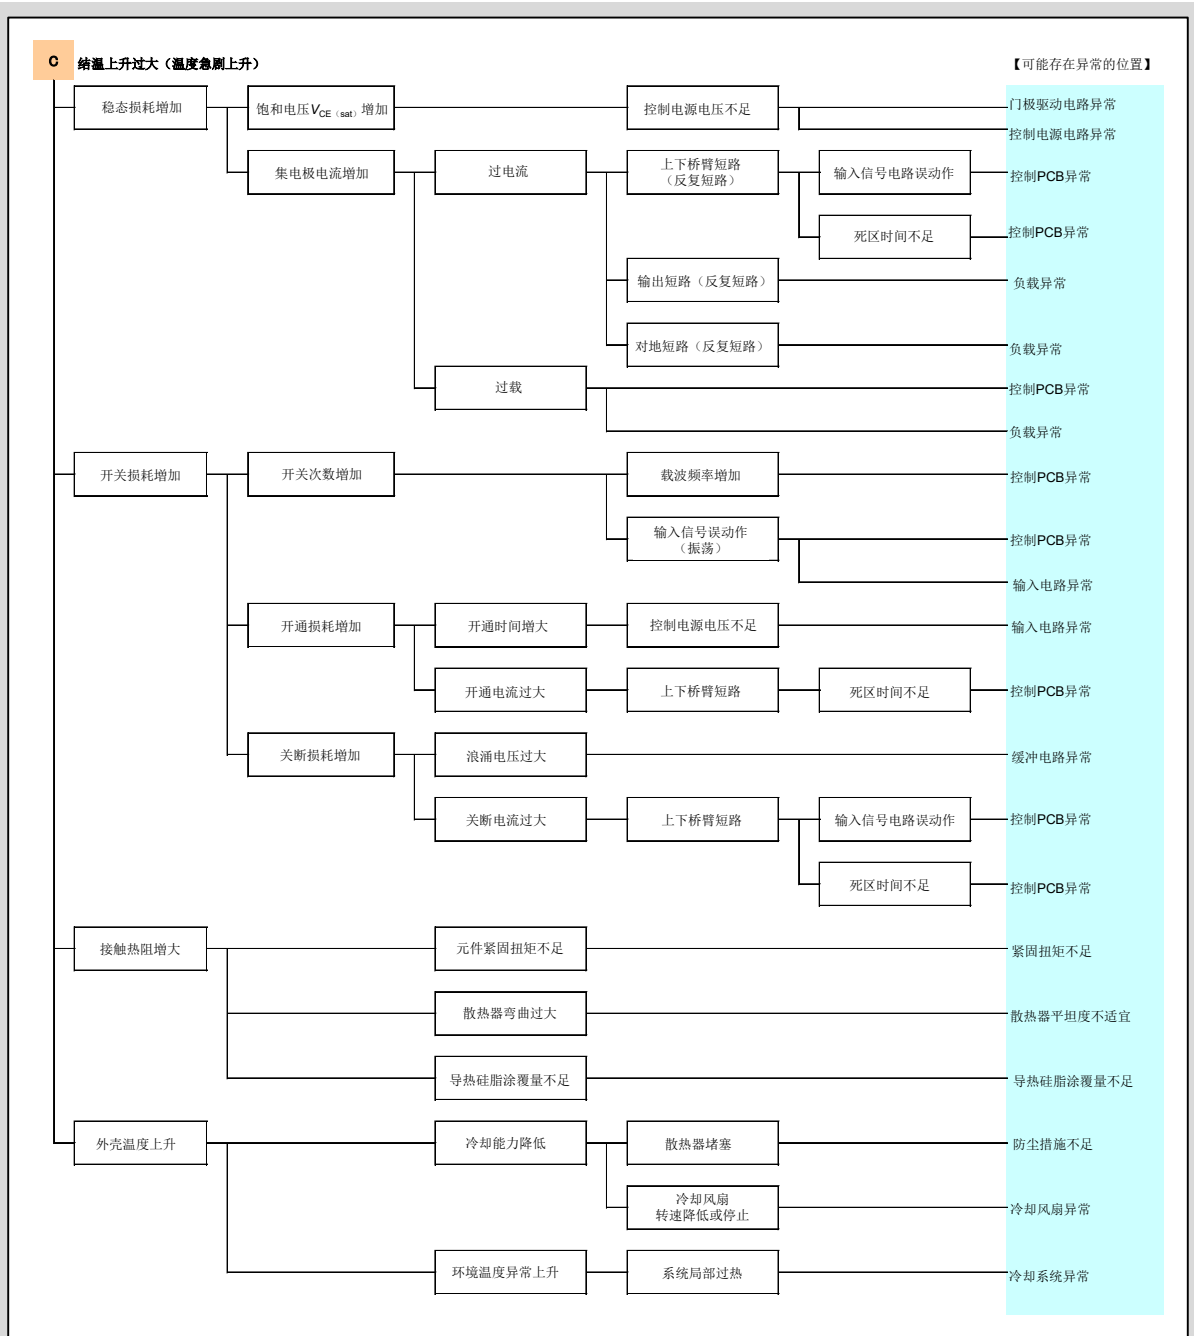 C
结温上升过大（温度急剧上升）
【可能存在异常的位置】
稳态损耗增加
饱和电压VCE（sat）增加
控制电源电压不足
门极驱动电路异常
控制电源电路异常
集电极电流增加
过电流
上下桥臂短路
（反复短路）
输入信号电路误动作
控制PCB异常
死区时间不足
控制PCB异常
输出短路（反复短路）
负载异常
对地短路（反复短路）
负载异常
过载
控制PCB异常
负载异常
开关损耗增加
开关次数增加
载波频率增加
控制PCB异常
输入信号误动作
（振荡）
控制PCB异常
输入电路异常
开通损耗增加
开通时间增大
控制电源电压不足
输入电路异常
开通电流过大
上下桥臂短路
死区时间不足
控制PCB异常
关断损耗增加
浪涌电压过大
缓冲电路异常
关断电流过大
上下桥臂短路
输入信号电路误动作
控制PCB异常
死区时间不足
控制PCB异常
接触热阻增大
元件紧固扭矩不足
紧固扭矩不足
散热器弯曲过大
散热器平坦度不适宜
导热硅脂涂覆量不足
导热硅脂涂覆量不足
外壳温度上升
冷却能力降低
散热器堵塞
防尘措施不足
冷却风扇
转速降低或停止
冷却风扇异常
环境温度异常上升
系统局部过热
冷却系统异常